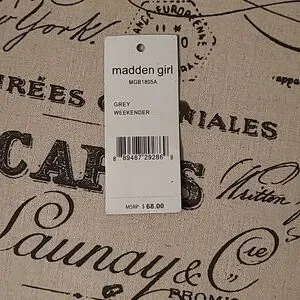 New York.
madden girl
MGB1805A
GREY
WEEKENDER
8 89487 29286 9
MSRP: $ 68.00
NIALES
CAF
Written
Launay & Cie
PROM